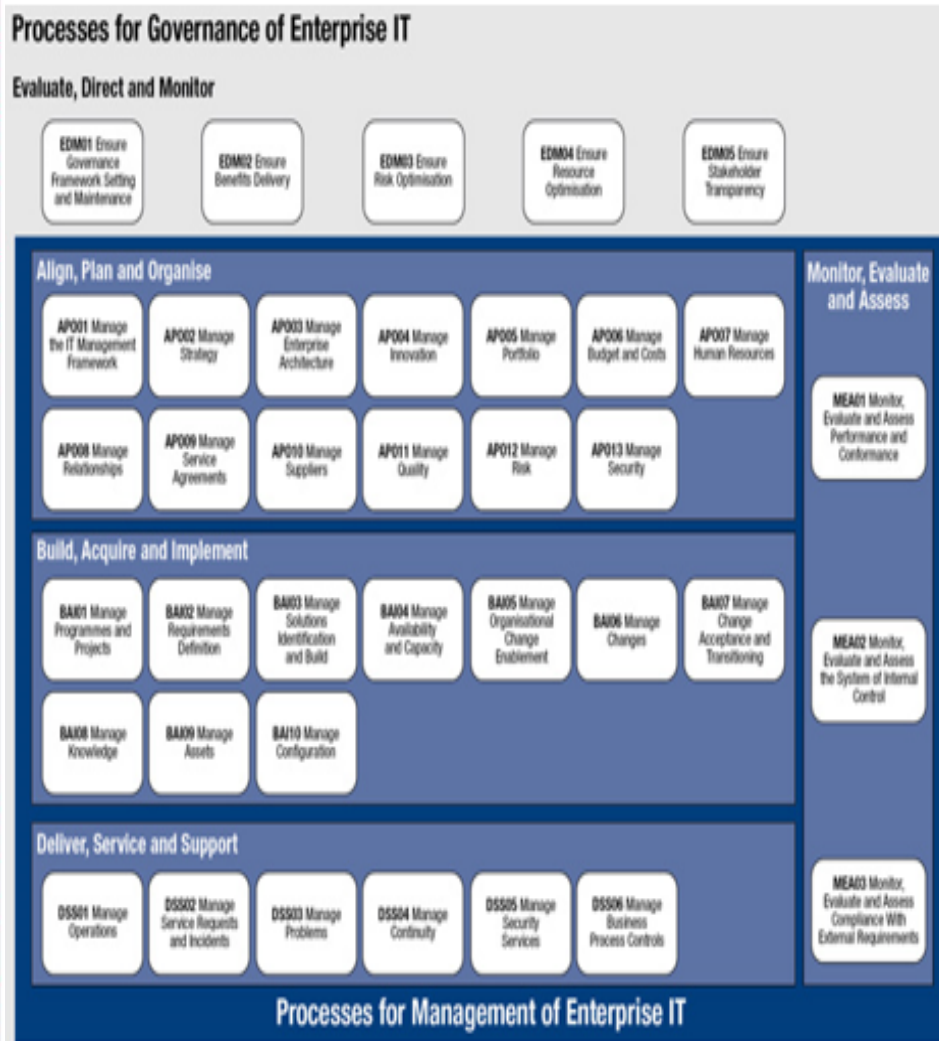 Processes for Governance of Enterprise IT
Evaluate, Direct and Monitor
EDM01 Ensure
Governance
Framework Setting
and Maintenance
EDM02 Ensure
Benefits Delivery
EDM03 Ensure
Risk Optimisation
EDM04 Ensure
Resource
Optimisation
EDM05 Ensure
Stakeholder
Transparency
Align, Plan and Organise
APO01 Manage
the IT Management
Framework
APO02 Manage
Strategy
APO03 Manage
Enterprise
Architecture
APO04 Manage
Innovation
APO05 Manage
Portfolio
APO06 Manage
Budget and Costs
APO07 Manage
Human Resources
APO08 Manage
Relationships
APO09 Manage
Service
Agreements
APO10 Manage
Suppliers
APO11 Manage
Quality
APO12 Manage
Risk
APO13 Manage
Security
Build, Acquire and Implement
BAI01 Manage
Programmes and
Projects
BAI02 Manage
Requirements
Definition
BAI03 Manage
Solutions
Identification
and Build
BAI04 Manage
Availability
and Capacity
BAI05 Manage
Organisational
Change
Enablement
BAI06 Manage
Changes
BAI07 Manage
Change
Acceptance and
Transitioning
BAI08 Manage
Knowledge
BAI09 Manage
Assets
BAI10 Manage
Configuration
Deliver, Service and Support
DSS01 Manage
Operations
DSS02 Manage
Service Requests
and Incidents
DSS03 Manage
Problems
DSS04 Manage
Continuity
DSS05 Manage
Security
Services
DSS06 Manage
Business
Process Controls
Monitor, Evaluate
and Assess
MEA01 Monitor,
Evaluate and Assess
Performance and
Conformance
MEA02 Monitor,
Evaluate and Assess
the System of Internal
Control
MEA03 Monitor,
Evaluate and Assess
Compliance With
External Requirements
Processes for Management of Enterprise IT